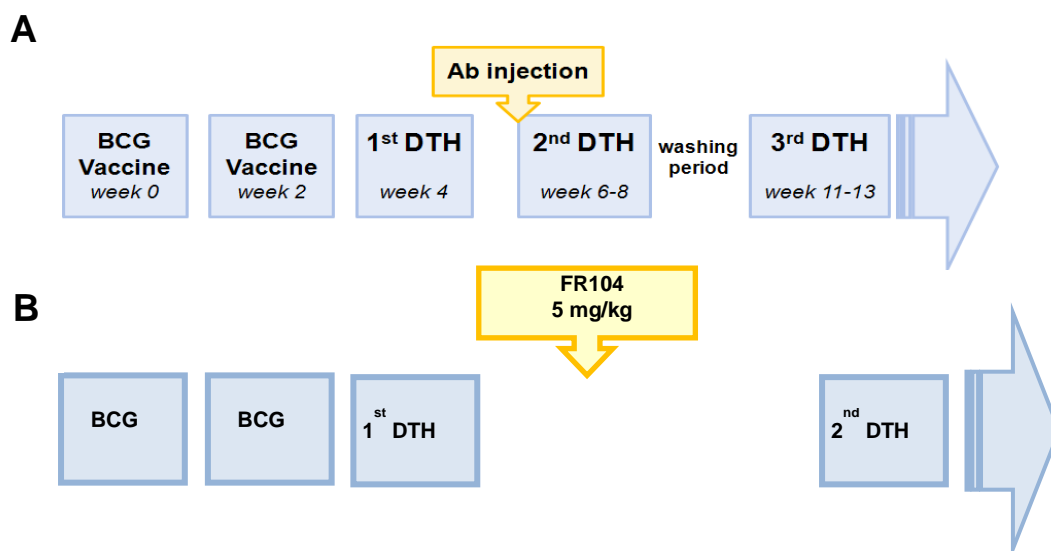 A
Ab injection
BCG
Vaccine
week 0
BCG
Vaccine
week 2
1st DTH
week 4
2nd DTH
week 6-8
washing
period
3rd DTH
week 11-13
B
FR104
5 mg/kg
BCG
BCG
1st DTH
2nd DTH